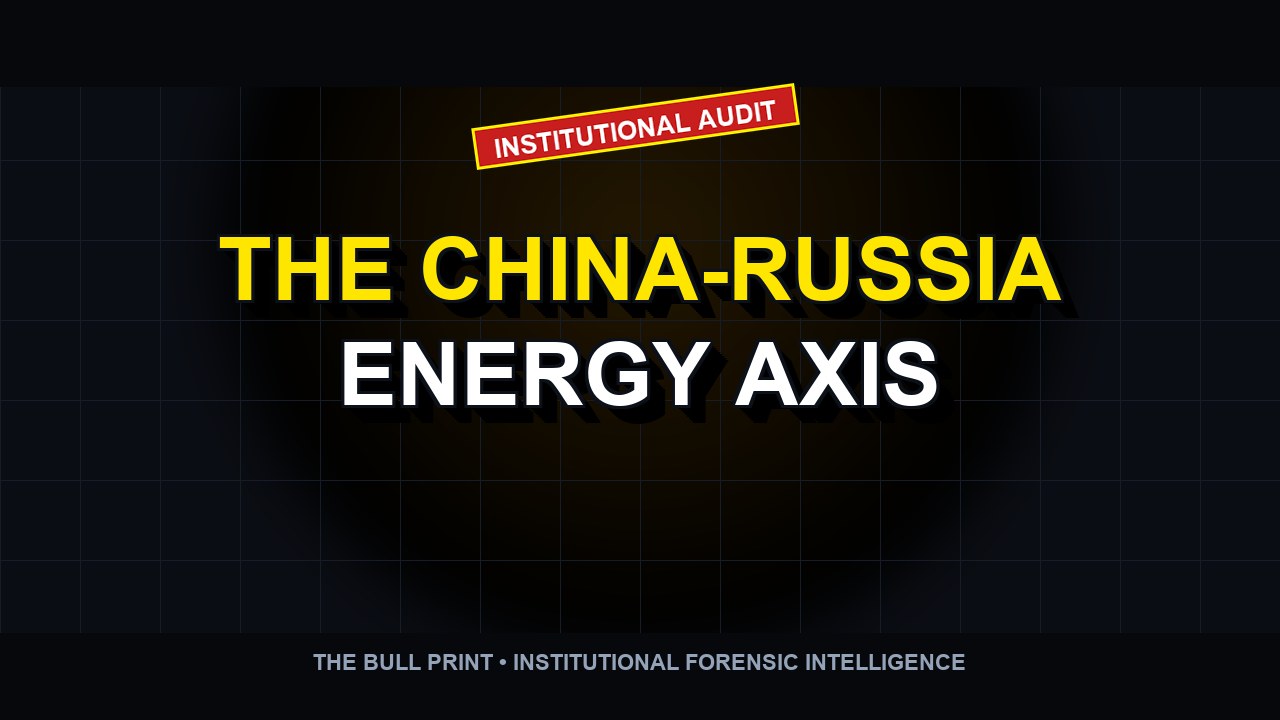 INSTITUTIONAL AUDIT
THE CHINA-RUSSIA
ENERGY AXIS
THE BULL PRINT • INSTITUTIONAL FORENSIC INTELLIGENCE